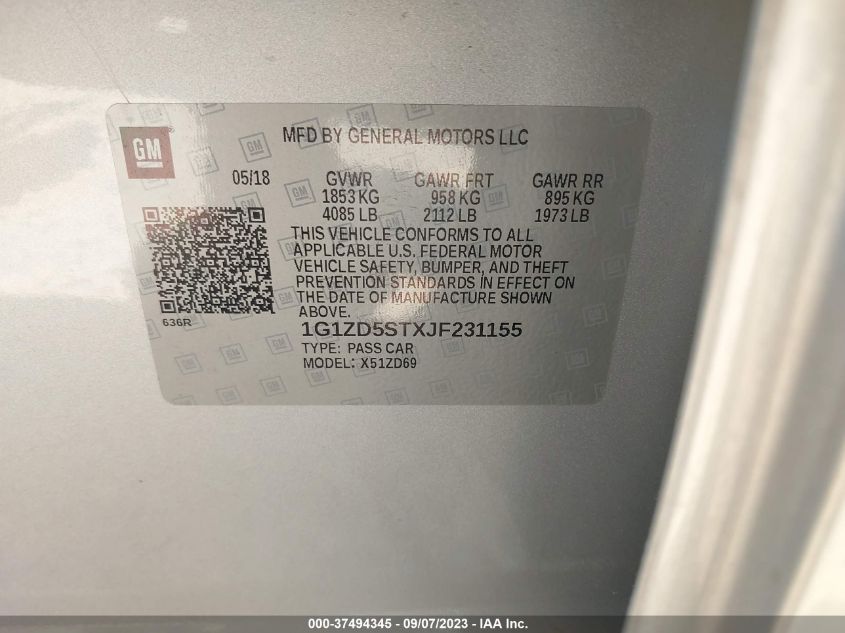 GM
MFD BY GENERAL MOTORS LLC
05/18 GVWR GAWR FRT GAWR RR
1853 KG 958 KG 895 KG
4085 LB 2112 LB 1973 LB
THIS VEHICLE CONFORMS TO ALL
APPLICABLE U.S. FEDERAL MOTOR
VEHICLE SAFETY, BUMPER, AND THEFT
PREVENTION STANDARDS IN EFFECT ON
THE DATE OF MANUFACTURE SHOWN
ABOVE.
636R
1G1ZD5STXJF231155
TYPE: PASS CAR
MODEL: X51ZD69
000-37494345 - 09/07/2023 - IAA Inc.